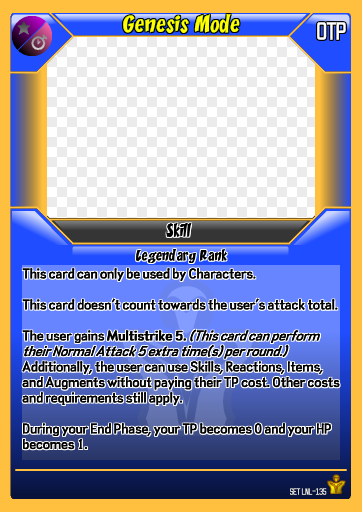 Genesis Mode
0TP
Skill
Legendary Rank
This card can only be used by Characters.
This card doesn't count towards the user's attack total.
The user gains Multistrike 5. (This card can perform
their Normal Attack 5 extra time(s) per round.)
Additionally, the user can use Skills, Reactions, Items,
and Augments without paying their TP cost. Other costs
and requirements still apply.
During your End Phase, your TP becomes 0 and your HP
becomes 1.
SET LNL-135